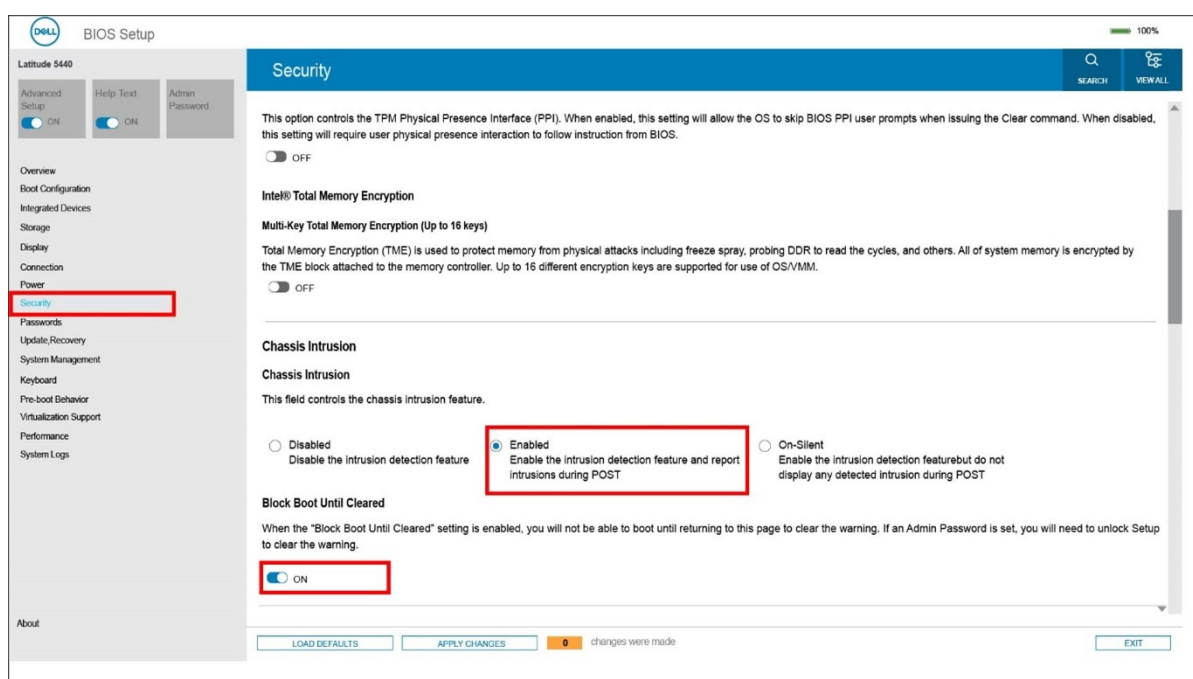 DELL
BIOS Setup
100%
Latitude 5440
Advanced Setup
ON
Help Text
ON
Admin Password
Security
SEARCH
VIEW ALL
Overview
Boot Configuration
Integrated Devices
Storage
Display
Connection
Power
Security
Passwords
Update,Recovery
System Management
Keyboard
Pre-boot Behavior
Virtualization Support
Performance
System Logs
About
This option controls the TPM Physical Presence Interface (PPI). When enabled, this setting will allow the OS to skip BIOS PPI user prompts when issuing the Clear command. When disabled,
this setting will require user physical presence interaction to follow instruction from BIOS.
OFF
Intel® Total Memory Encryption
Multi-Key Total Memory Encryption (Up to 16 keys)
Total Memory Encryption (TME) is used to protect memory from physical attacks including freeze spray, probing DDR to read the cycles, and others. All of system memory is encrypted by
the TME block attached to the memory controller. Up to 16 different encryption keys are supported for use of OS/VMM.
OFF
Chassis Intrusion
Chassis Intrusion
This field controls the chassis intrusion feature.
Disabled
Disable the intrusion detection feature
Enabled
Enable the intrusion detection feature and report
intrusions during POST
On-Silent
Enable the intrusion detection featurebut do not
display any detected intrusion during POST
Block Boot Until Cleared
When the "Block Boot Until Cleared" setting is enabled, you will not be able to boot until returning to this page to clear the warning. If an Admin Password is set, you will need to unlock Setup
to clear the warning.
ON
LOAD DEFAULTS
APPLY CHANGES
0 changes were made
EXIT